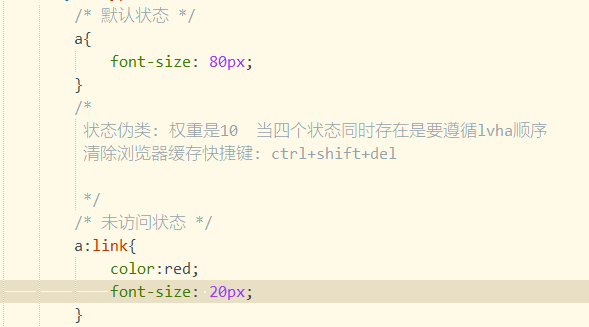 /* 默认状态 */
a{
font-size: 80px;
}
/*
状态伪类: 权重是10  当四个状态同时存在是要遵循lvha顺序
清除浏览器缓存快捷键: ctrl+shift+del
*/
/* 未访问状态 */
a:link{
color:red;
font-size: 20px;
}